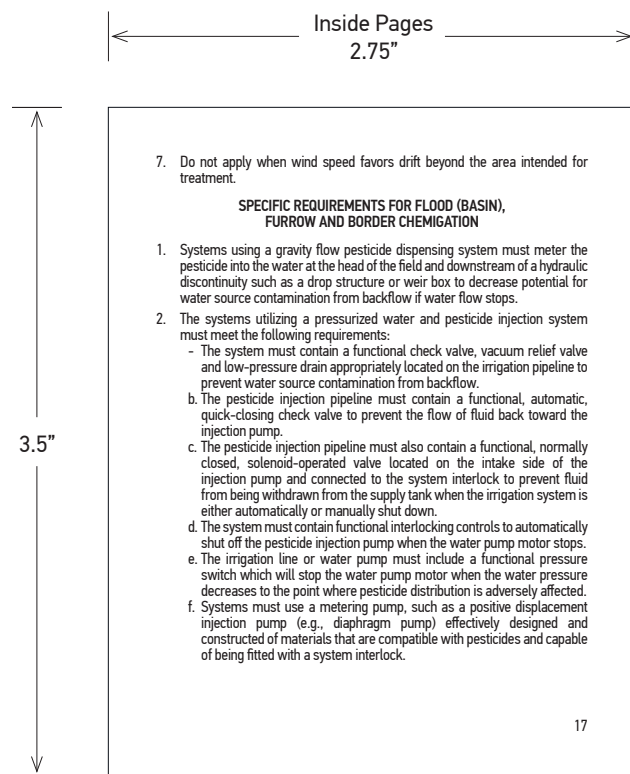 Inside Pages
2.75”
3.5”
7. Do not apply when wind speed favors drift beyond the area intended for
treatment.
SPECIFIC REQUIREMENTS FOR FLOOD (BASIN),
FURROW AND BORDER CHEMIGATION
1. Systems using a gravity flow pesticide dispensing system must meter the
pesticide into the water at the head of the field and downstream of a hydraulic
discontinuity such as a drop structure or weir box to decrease potential for
water source contamination from backflow if water flow stops.
2. The systems utilizing a pressurized water and pesticide injection system
must meet the following requirements:
- The system must contain a functional check valve, vacuum relief valve
and low-pressure drain appropriately located on the irrigation pipeline to
prevent water source contamination from backflow.
b. The pesticide injection pipeline must contain a functional, automatic,
quick-closing check valve to prevent the flow of fluid back toward the
injection pump.
c. The pesticide injection pipeline must also contain a functional, normally
closed, solenoid-operated valve located on the intake side of the
injection pump and connected to the system interlock to prevent fluid
from being withdrawn from the supply tank when the irrigation system is
either automatically or manually shut down.
d. The system must contain functional interlocking controls to automatically
shut off the pesticide injection pump when the water pump motor stops.
e. The irrigation line or water pump must include a functional pressure
switch which will stop the water pump motor when the water pressure
decreases to the point where pesticide distribution is adversely affected.
f. Systems must use a metering pump, such as a positive displacement
injection pump (e.g., diaphragm pump) effectively designed and
constructed of materials that are compatible with pesticides and capable
of being fitted with a system interlock.
17